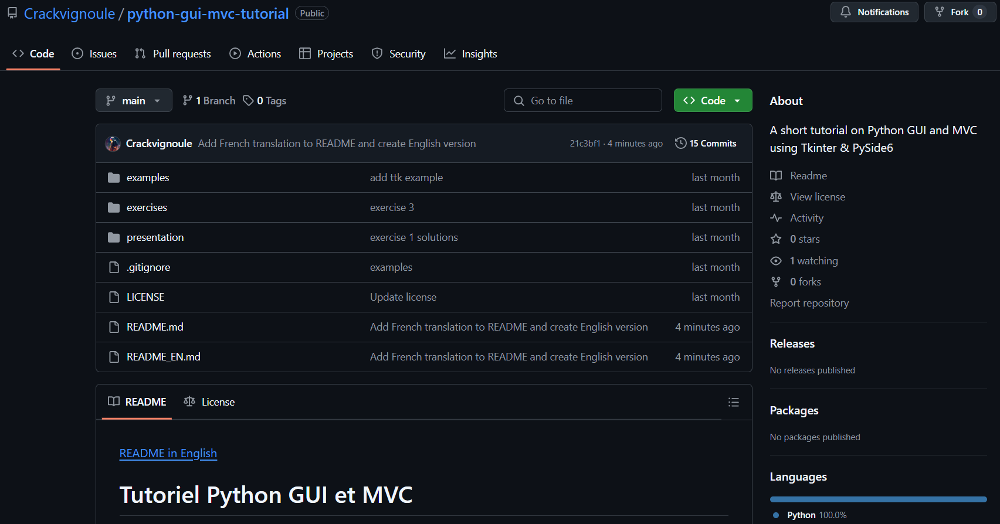 Crackvignoule / python-gui-mvc-tutorial Public
Notifications
Fork 0
Code
Issues
Pull requests
Actions
Projects
Security
Insights
main
1 Branch
0 Tags
Go to file
Code
Crackvignoule Add French translation to README and create English version 21c3bf1 · 4 minutes ago 15 Commits
examples add ttk example last month
exercises exercise 3 last month
presentation exercise 1 solutions last month
.gitignore examples last month
LICENSE Update license last month
README.md Add French translation to README and create English version 4 minutes ago
README_EN.md Add French translation to README and create English version 4 minutes ago
README
License
README in English
Tutoriel Python GUI et MVC
About
A short tutorial on Python GUI and MVC
using Tkinter & PySide6
Readme
View license
Activity
0 stars
1 watching
0 forks
Report repository
Releases
No releases published
Packages
No packages published
Languages
Python 100.0%